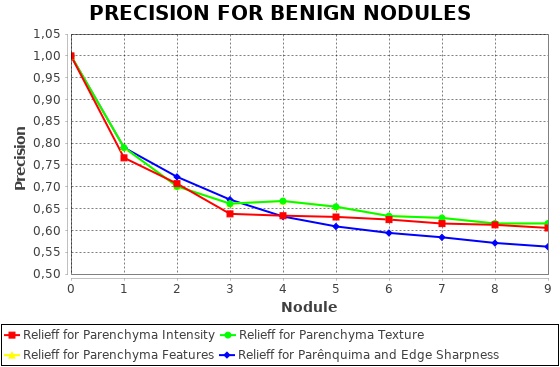 PRECISION FOR BENIGN NODULES
1,05
1,00
0,95
0,90
0,85
0,80
0,75
0,70
0,65
0,60
0,55
0,50
Precision
0 1 2 3 4 5 6 7 8 9
Nodule
Relieff for Parenchyma Intensity Relieff for Parenchyma Texture
Relieff for Parenchyma Features Relieff for Parênquima and Edge Sharpness